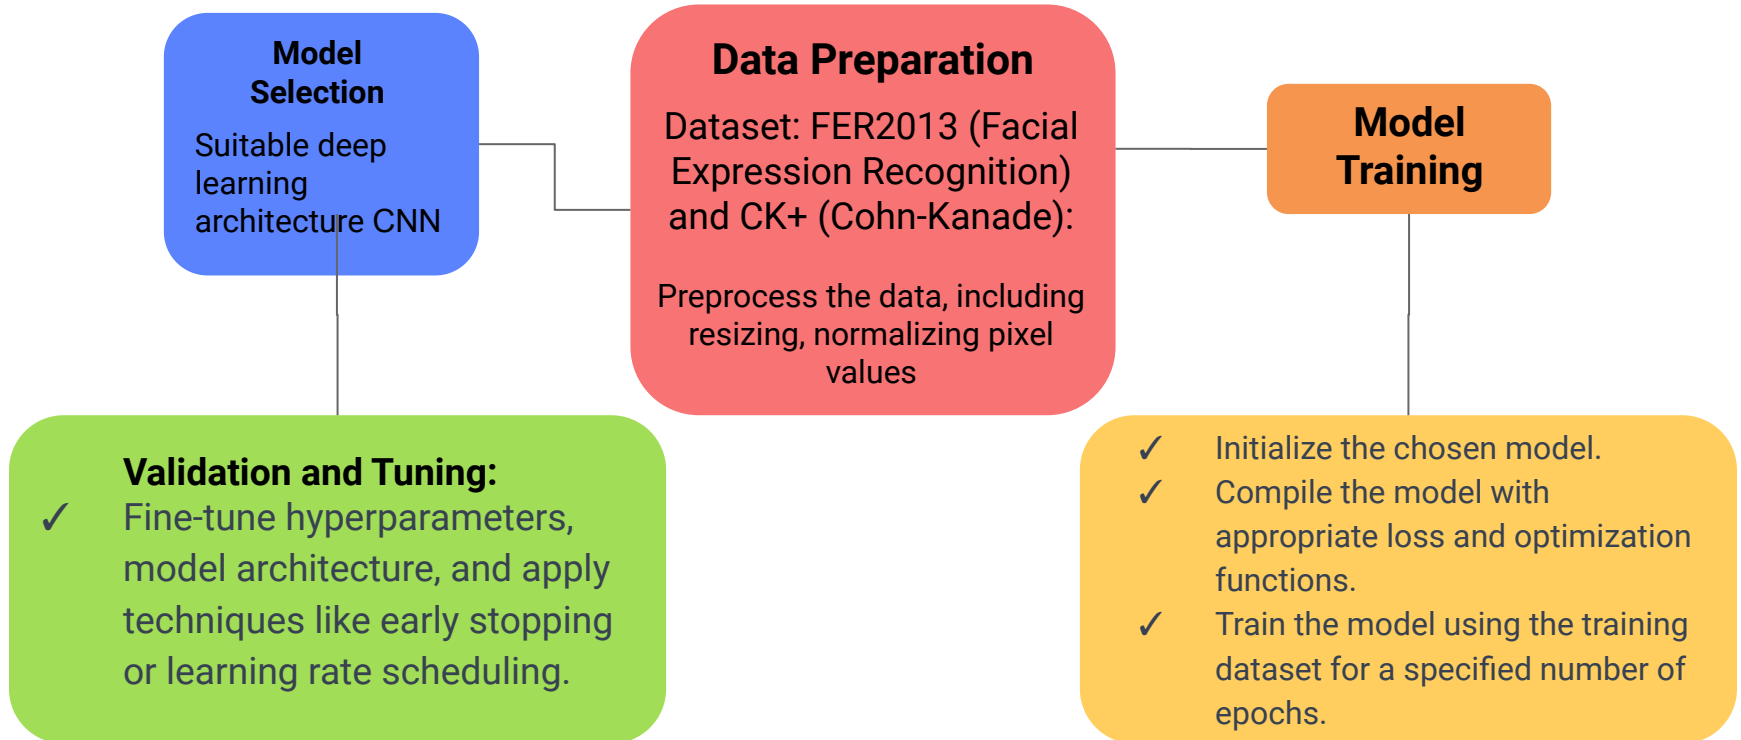 Model
Selection
Suitable deep
learning
architecture CNN
Data Preparation
Dataset: FER2013 (Facial
Expression Recognition)
and CK+ (Cohn-Kanade):
Preprocess the data, including
resizing, normalizing pixel
values
Model
Training
Validation and Tuning:
✓ Fine-tune hyperparameters,
model architecture, and apply
techniques like early stopping
or learning rate scheduling.
✓ Initialize the chosen model.
✓ Compile the model with
appropriate loss and optimization
functions.
✓ Train the model using the training
dataset for a specified number of
epochs.